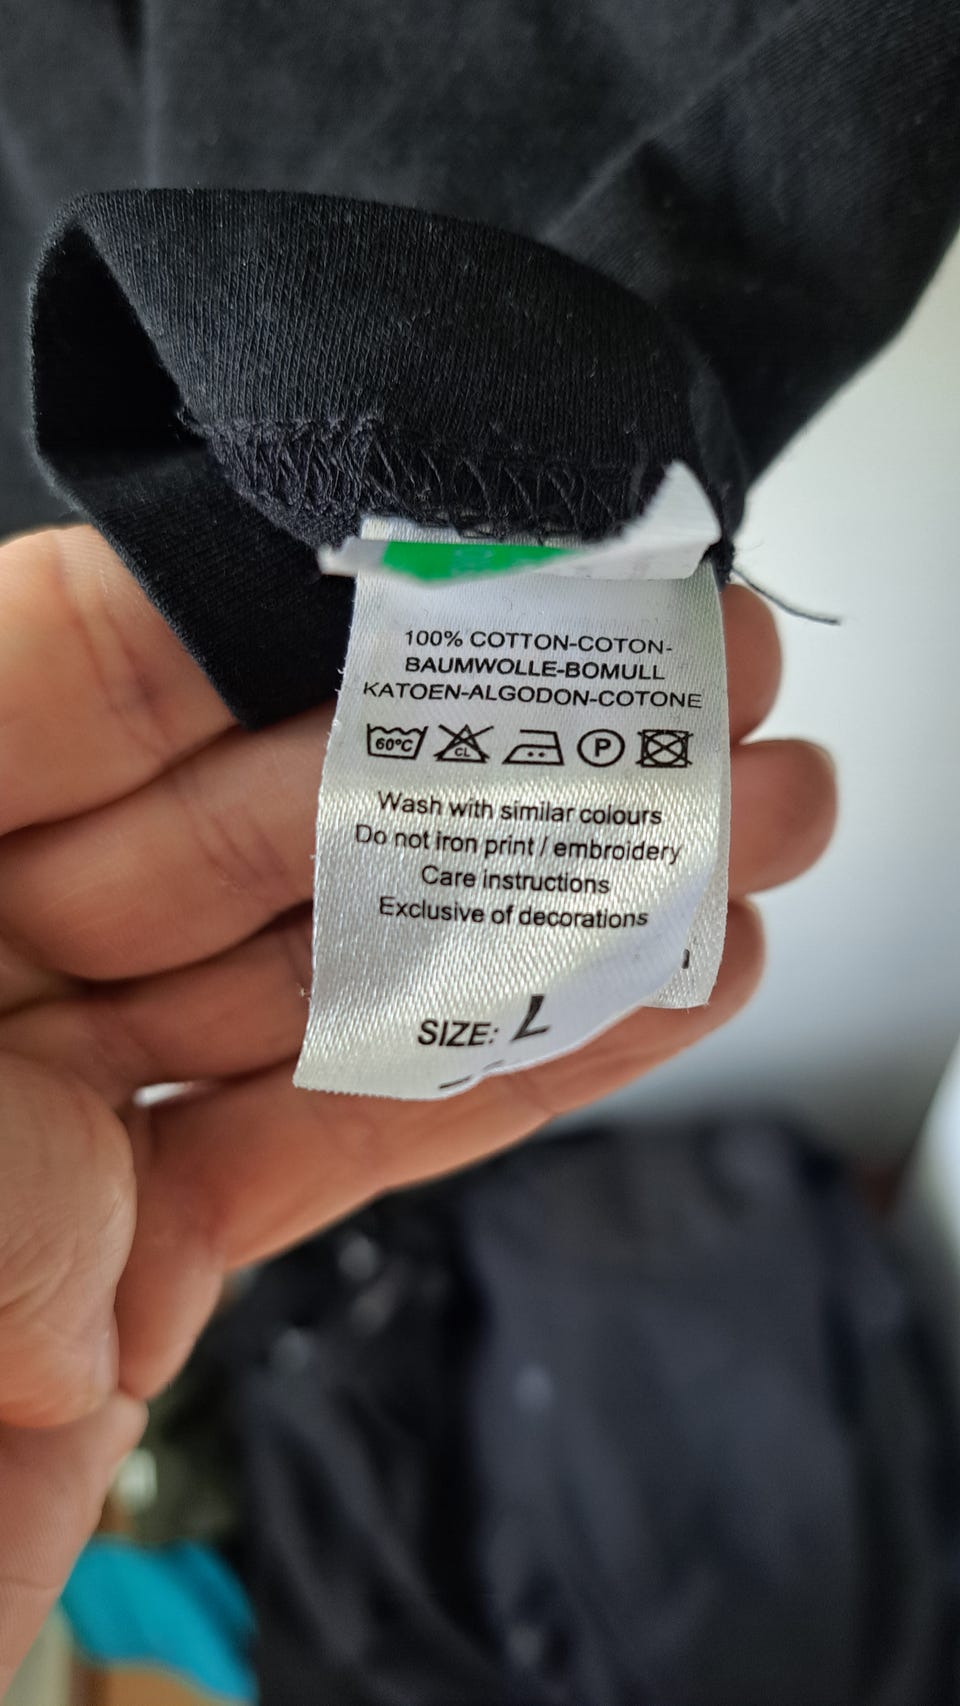 100% COTTON-COTON-
BAUMWOLLE-BOMULL
KATOEN-ALGODON-COTONE
60°C CL P
Wash with similar colours
Do not iron print / embroidery
Care instructions
Exclusive of decorations
SIZE: L